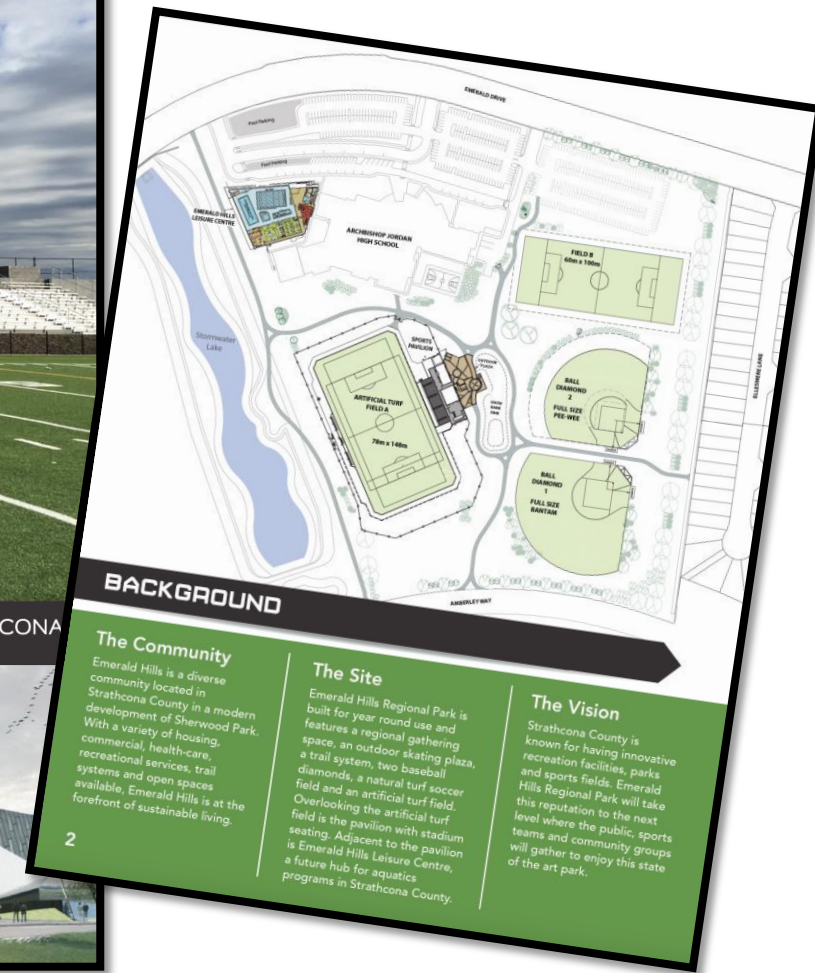 EMERALD DRIVE
Pool Parking
Pool Parking
EMERALD HILLS
LEISURE CENTRE
ARCHBISHOP JORDAN
HIGH SCHOOL
FIELD B
60m x 100m
Stormwater
Lake
SPORTS
PAVILION
ARTIFICIAL TURF
FIELD A
78m x 148m
BALL
DIAMOND
2
FULL SIZE
PEE-WEE
BALL
DIAMOND
1
FULL SIZE
BANTAM
ELLESMERE LANE
AMBERLEY WAY
CONA
BACKGROUND
The Community
Emerald Hills is a diverse
community located in
Strathcona County in a modern
development of Sherwood Park.
With a variety of housing,
commercial, health-care,
recreational services, trail
systems and open spaces
available, Emerald Hills is at the
forefront of sustainable living.
The Site
Emerald Hills Regional Park is
built for year round use and
features a regional gathering
space, an outdoor skating plaza,
a trail system, two baseball
diamonds, a natural turf soccer
field and an artificial turf field.
Overlooking the artificial turf
field is the pavilion with stadium
seating. Adjacent to the pavilion
is Emerald Hills Leisure Centre,
a future hub for aquatics
programs in Strathcona County.
The Vision
Strathcona County is
known for having innovative
recreation facilities, parks
and sports fields. Emerald
Hills Regional Park will take
this reputation to the next
level where the public, sports
teams and community groups
will gather to enjoy this state
of the art park.
2